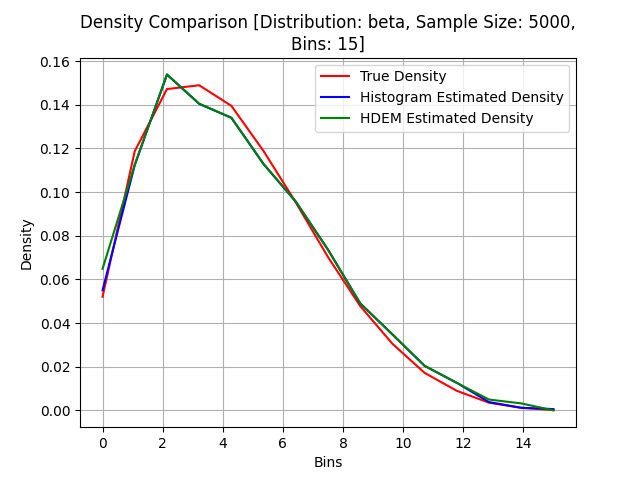 Density Comparison [Distribution: beta, Sample Size: 5000,
Bins: 15]
True Density
Histogram Estimated Density
HDEM Estimated Density
Density
0.16
0.14
0.12
0.10
0.08
0.06
0.04
0.02
0.00
0 2 4 6 8 10 12 14
Bins